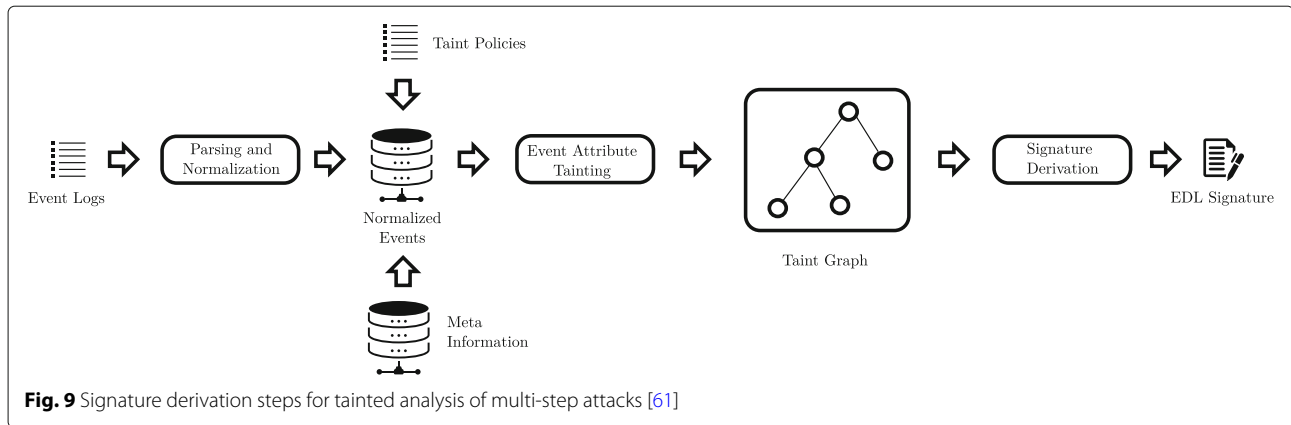 Taint Policies
Event Logs
Parsing and
Normalization
Normalized
Events
Event Attribute
Tainting
Taint Graph
Signature
Derivation
EDL Signature
Meta
Information
Fig. 9 Signature derivation steps for tainted analysis of multi-step attacks [61]